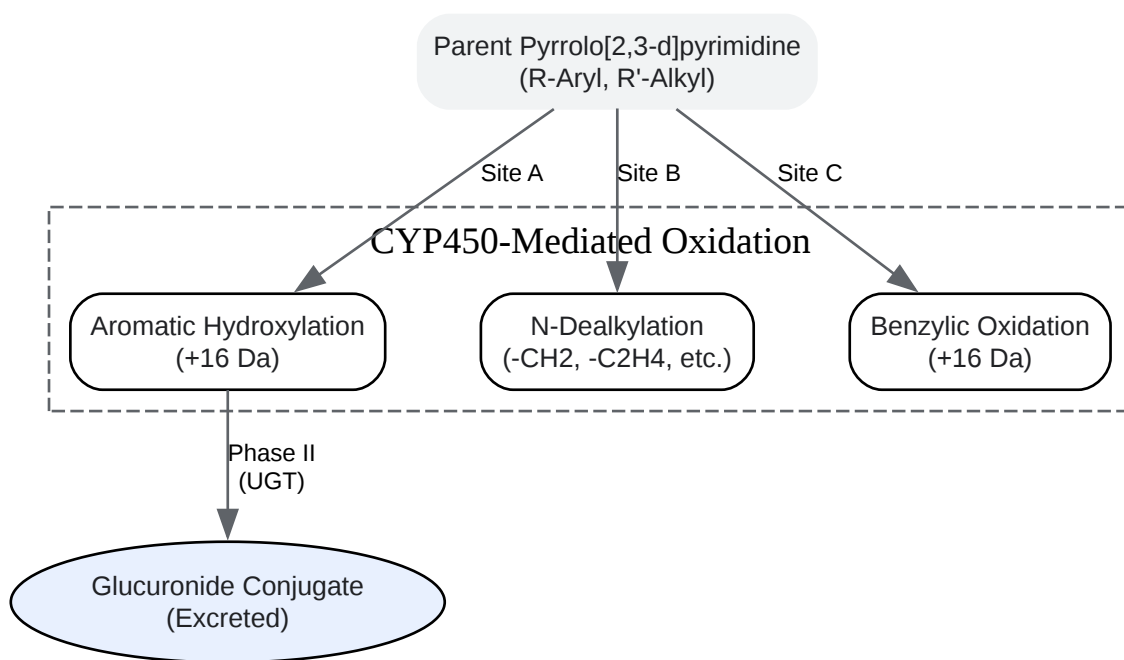 Parent Pyrrolo[2,3-d]pyrimidine
(R-Aryl, R'-Alkyl)
Site A
Site B
Site C
CYP450-Mediated Oxidation
Aromatic Hydroxylation
(+16 Da)
N-Dealkylation
(-CH2, -C2H4, etc.)
Benzylic Oxidation
(+16 Da)
Phase II
(UGT)
Glucuronide Conjugate
(Excreted)